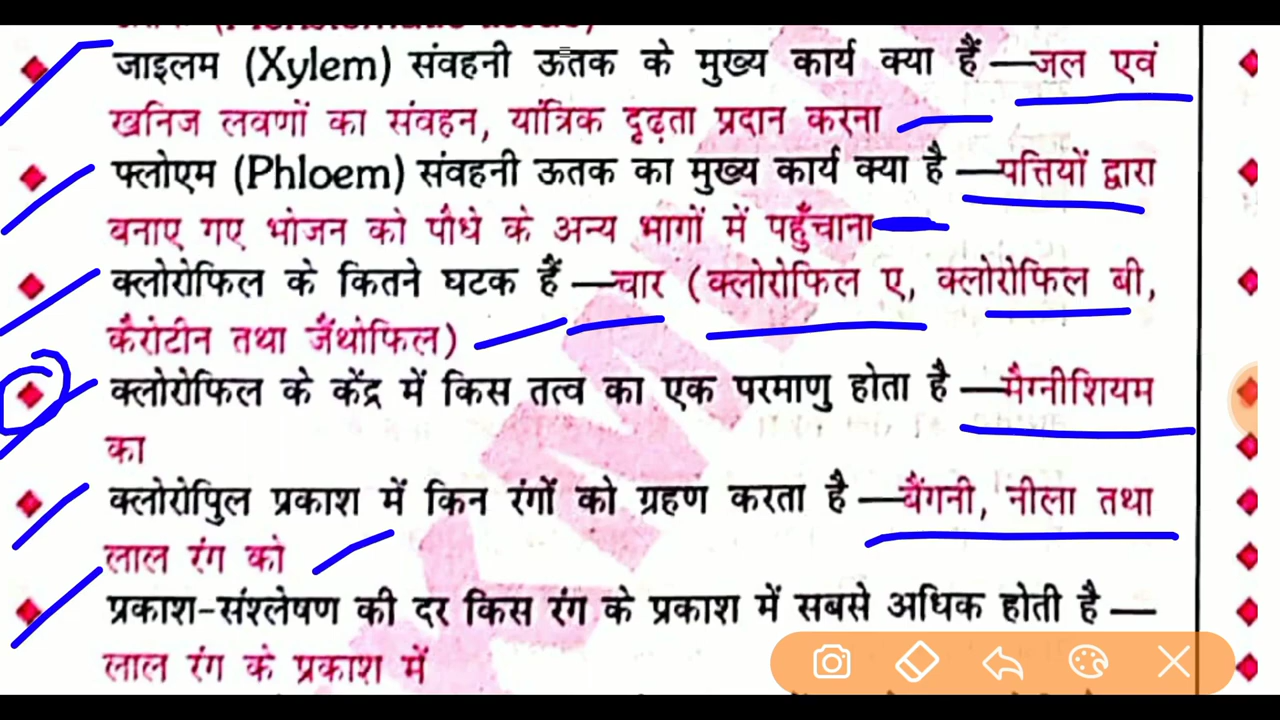 जाइलम (Xylem) संवहनी ऊतक के मुख्य कार्य क्या हैं —जल एवं
खनिज लवणों का संवहन, यांत्रिक दृढ़ता प्रदान करना
फ्लोएम (Phloem) संवहनी ऊतक का मुख्य कार्य क्या है —पत्तियों द्वारा
बनाए गए भोजन को पौधे के अन्य भागों में पहुँचाना
क्लोरोफिल के कितने घटक हैं —चार (क्लोरोफिल ए, क्लोरोफिल बी,
कैरोटीन तथा जैंथोफिल)
क्लोरोफिल के केंद्र में किस तत्व का एक परमाणु होता है —मैग्नीशियम
का
क्लोरोपुिल प्रकाश में किन रंगों को ग्रहण करता है —बैंगनी, नीला तथा
लाल रंग को
प्रकाश-संश्लेषण की दर किस रंग के प्रकाश में सबसे अधिक होती है —
लाल रंग के प्रकाश में